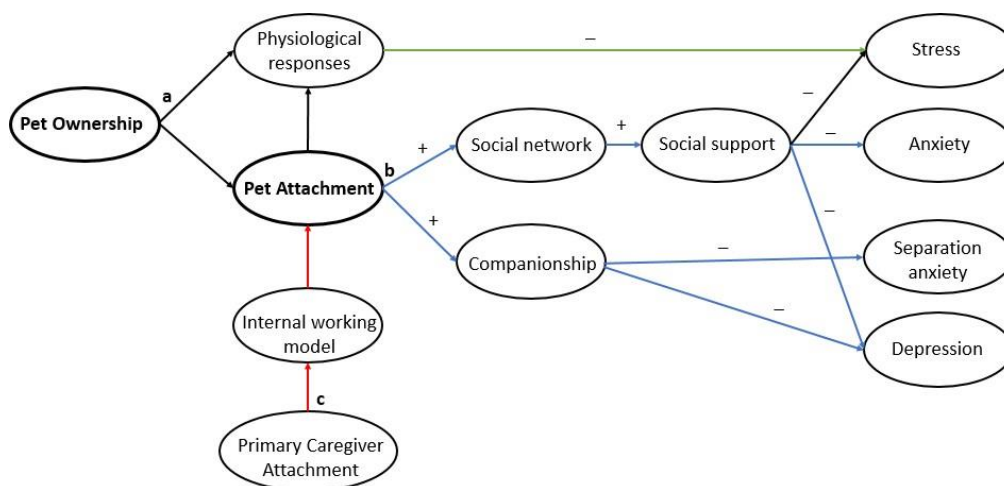 Physiological
responses
–
Stress
a
Pet Ownership
–
+
Social network
+
Social support
–
Anxiety
b
Pet Attachment
–
+
Companionship
–
Separation
anxiety
Internal working
model
–
Depression
c
Primary Caregiver
Attachment